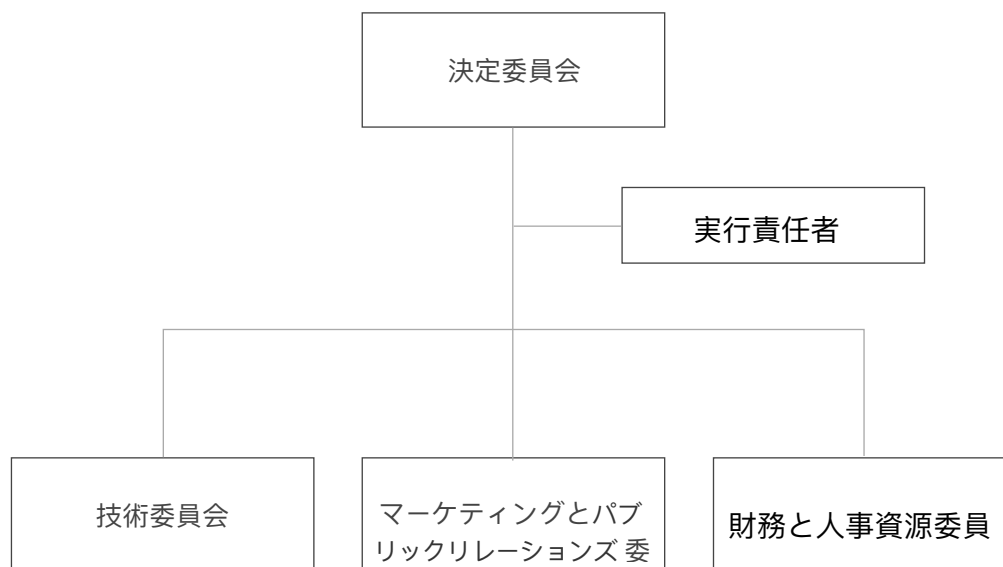 決定委員会
実行責任者
技術委員会
マーケティングとパブ
リックリレーションズ 委
財務と人事資源委員